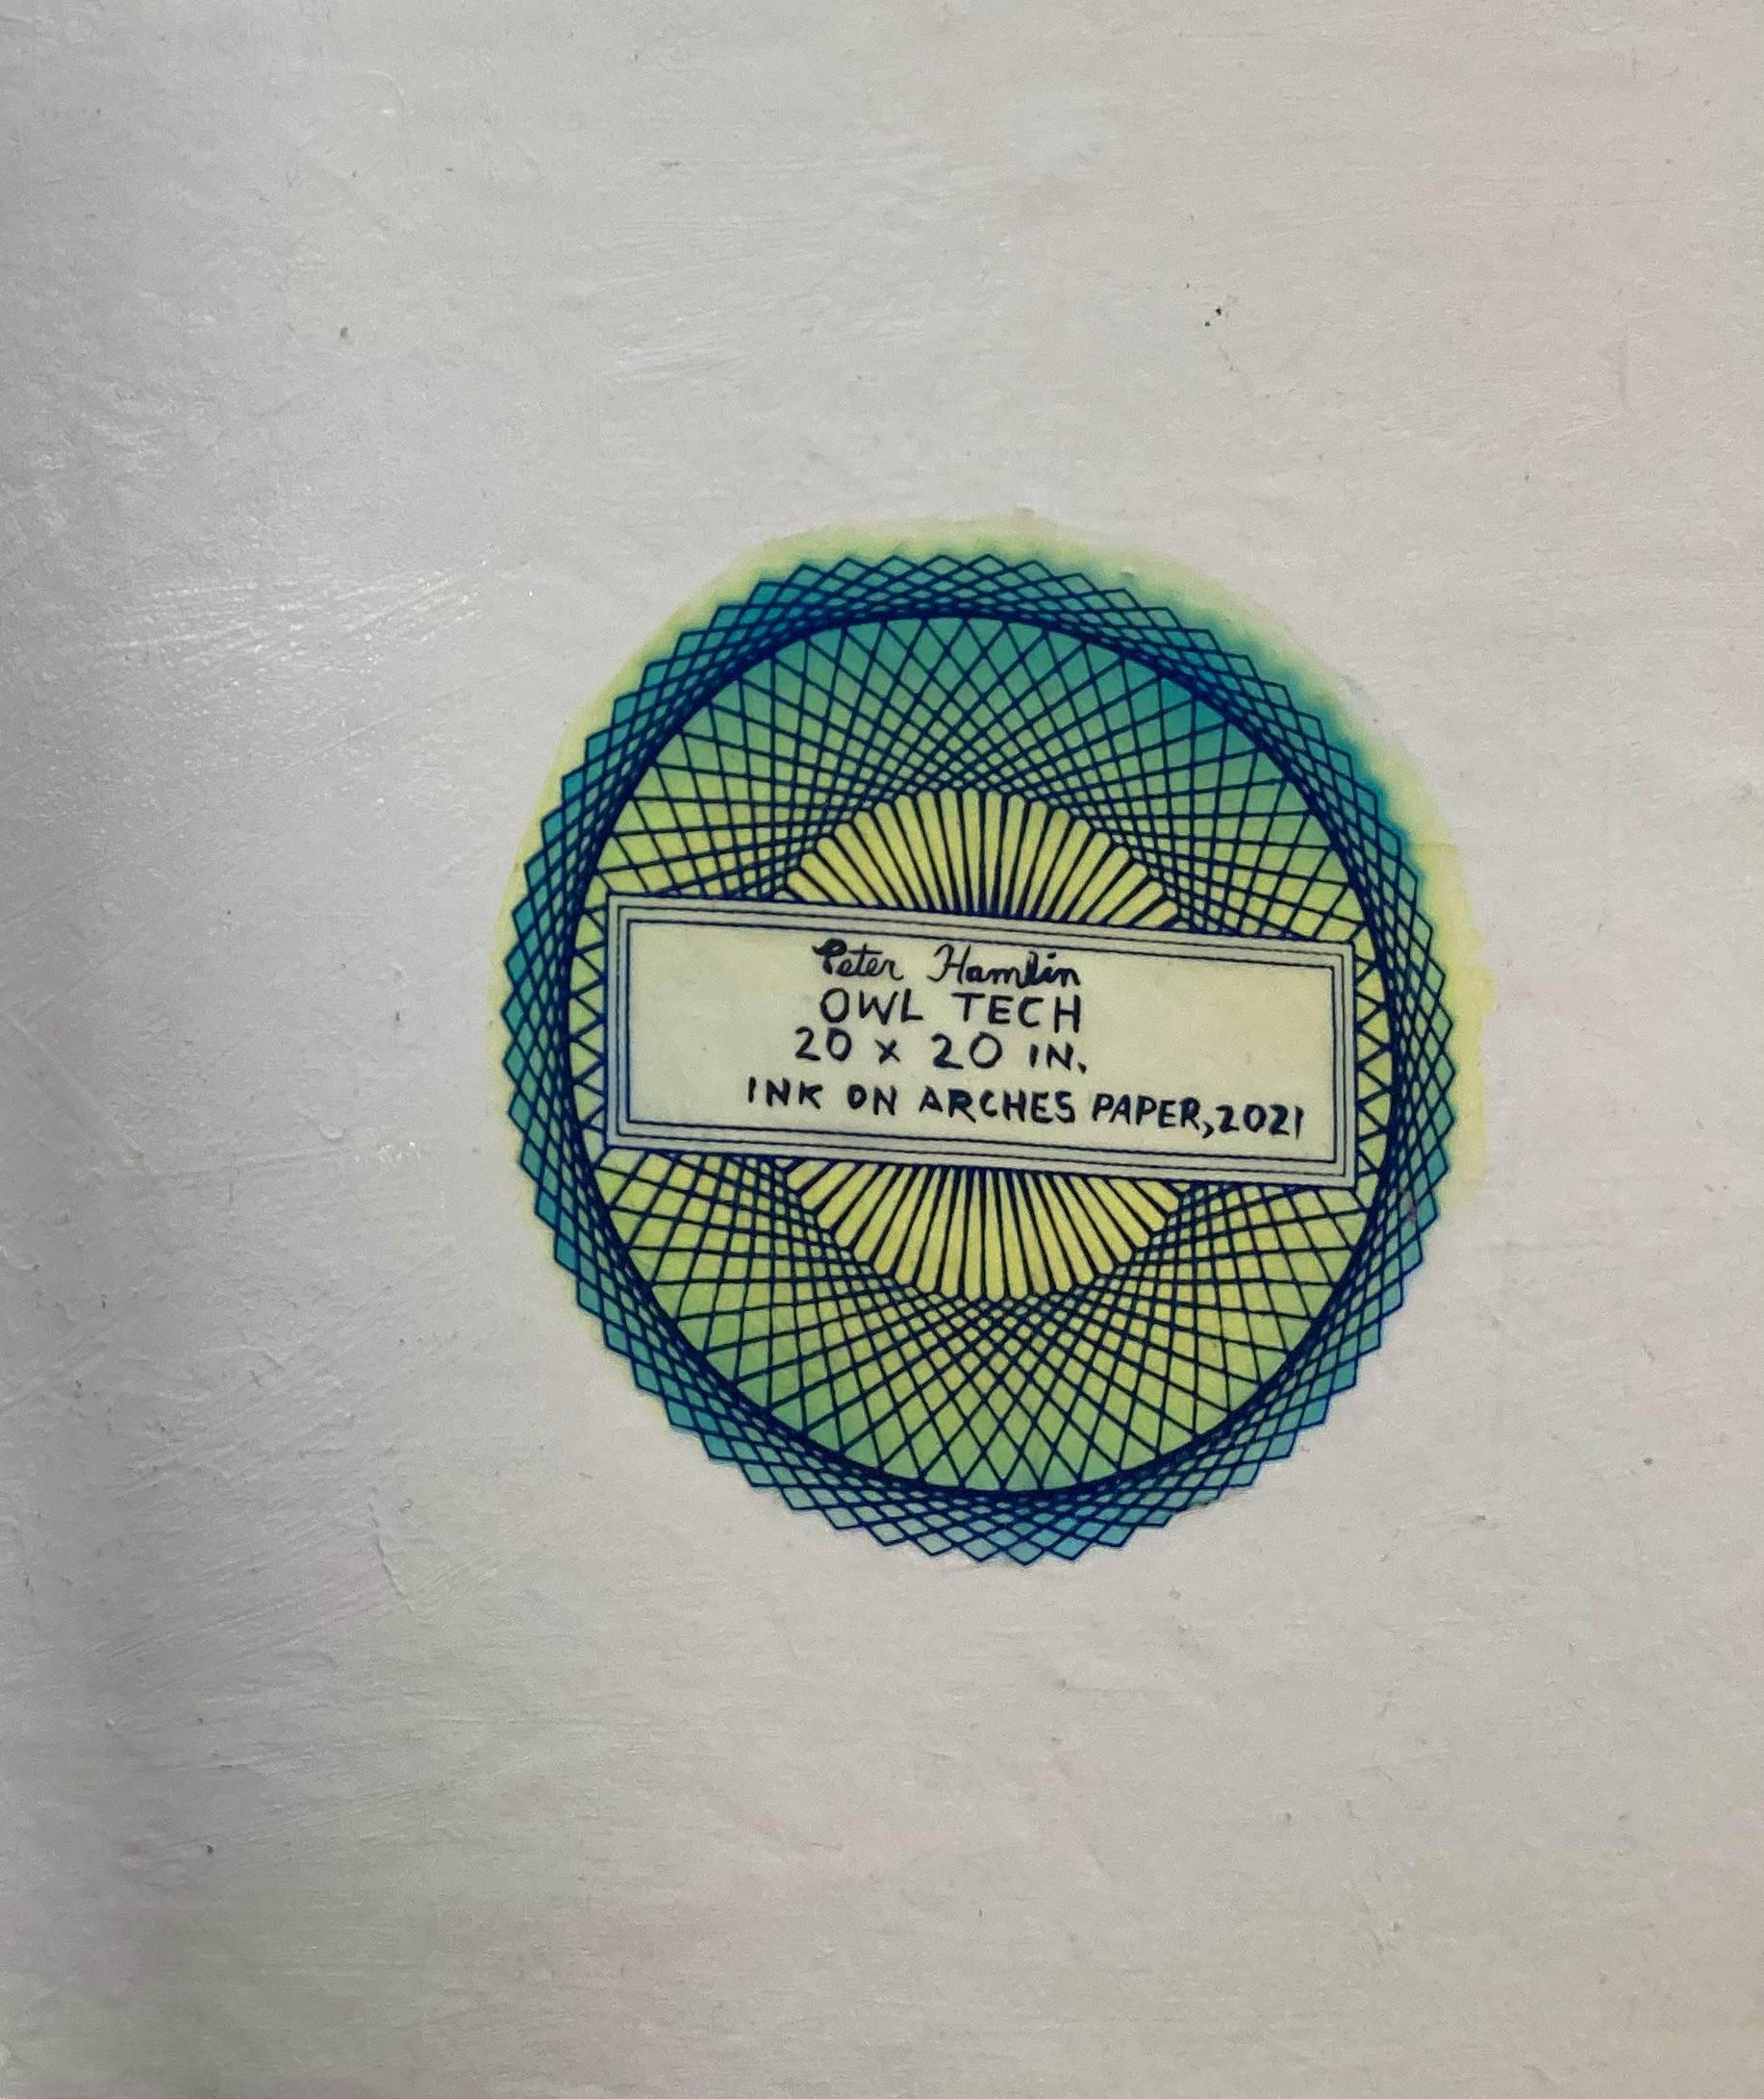 Peter Hamlin
OWL TECH
20 x 20 IN.
INK ON ARCHES PAPER, 2021